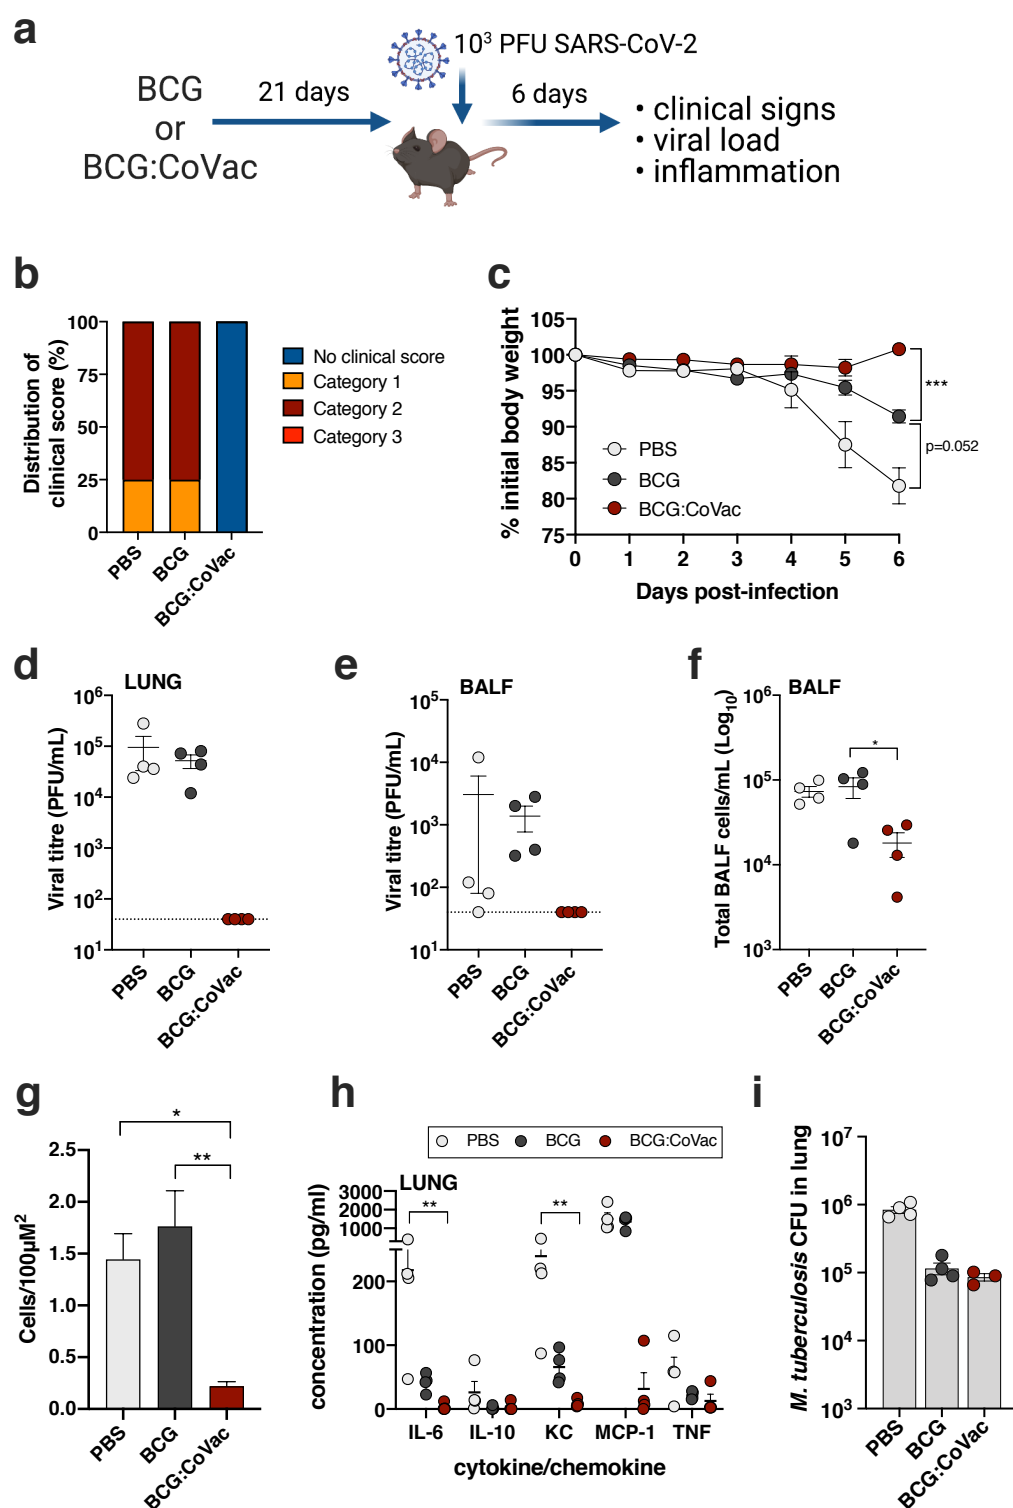 a
10³ PFU SARS-CoV-2
BCG
or
BCG:CoVac
21 days
6 days
• clinical signs
• viral load
• inflammation
b
Distribution of
clinical score (%)
100
75
50
25
0
PBS
BCG
BCG:CoVac
No clinical score
Category 1
Category 2
Category 3
c
% initial body weight
105
100
95
90
85
80
75
0 1 2 3 4 5 6
Days post-infection
PBS
BCG
BCG:CoVac
***
p=0.052
d
LUNG
Viral titre (PFU/mL)
10⁶
10⁵
10⁴
10³
10²
10¹
PBS
BCG
BCG:CoVac
e
BALF
Viral titre (PFU/mL)
10⁵
10⁴
10³
10²
10¹
PBS
BCG
BCG:CoVac
f
BALF
Total BALF cells/mL (Log₁₀)
10⁶
10⁵
10⁴
10³
*
PBS
BCG
BCG:CoVac
g
Cells/100µM²
2.5
2.0
1.5
1.0
0.5
0.0
*
**
PBS
BCG
BCG:CoVac
h
PBS BCG BCG:CoVac
LUNG
concentration (pg/ml)
3000
2000
1000
200
100
0
**
**
IL-6 IL-10 KC MCP-1 TNF
cytokine/chemokine
i
M. tuberculosis CFU in lung
10⁷
10⁶
10⁵
10⁴
10³
PBS
BCG
BCG:CoVac